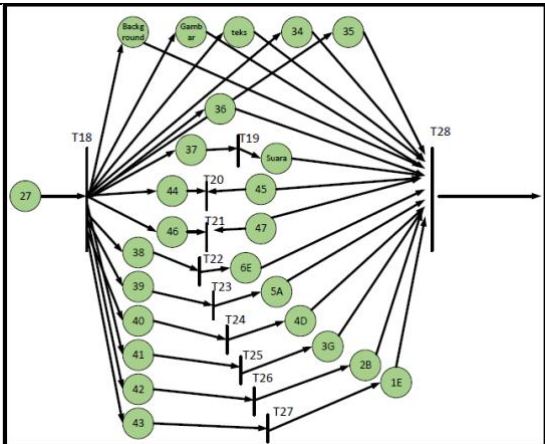 Backg
round
Gamb
ar
teks
34
35
36
T18
T28
37
T19
Suara
27
44
T20
45
46
T21
47
38
T22
6E
39
T23
5A
40
T24
4D
41
T25
3G
42
T26
2B
1E
43
T27